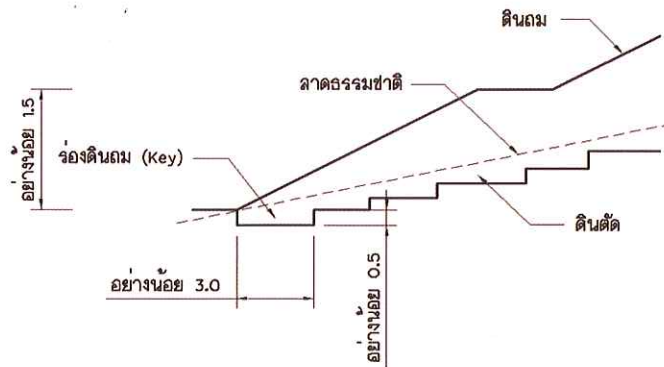 ดินถม
ลาดธรรมชาติ
อย่างน้อย 1.5
ร่องดินถม (Key)
ดินตัด
อย่างน้อย 3.0
อย่างน้อย 0.5